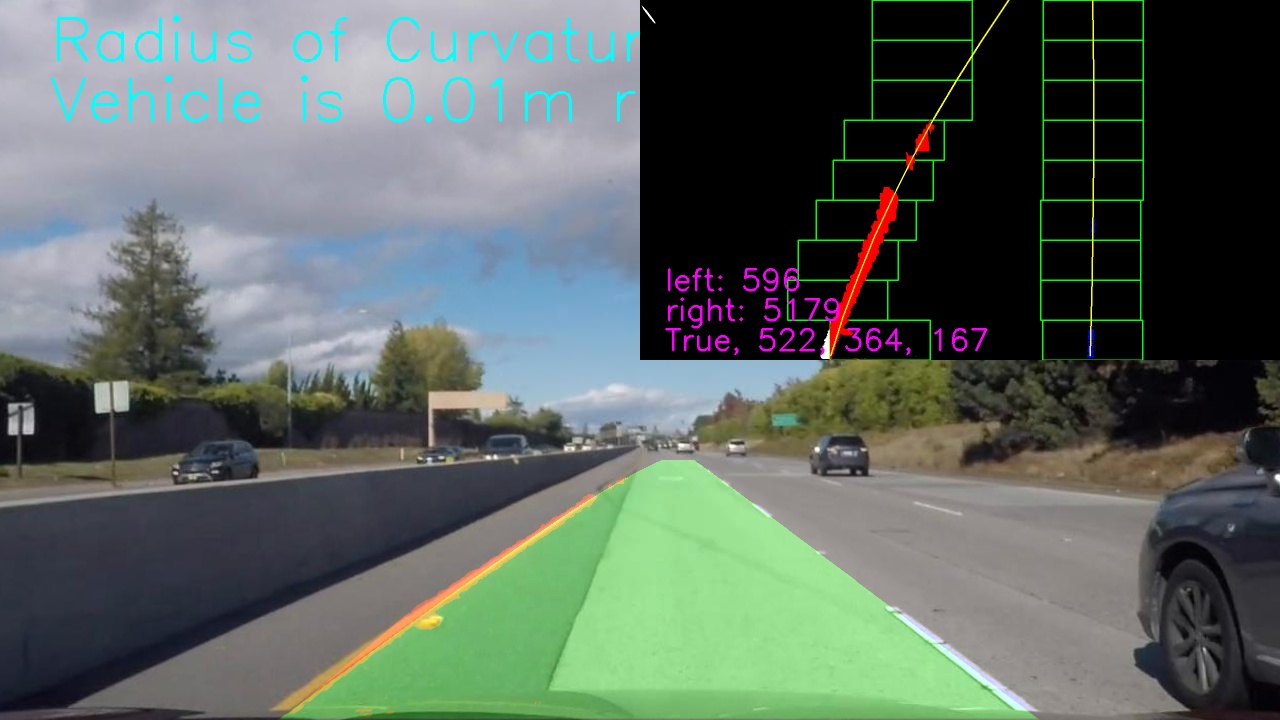 Radius of Curvatur
Vehicle is 0.01m r
left: 596
right: 5179
True, 522, 364, 167